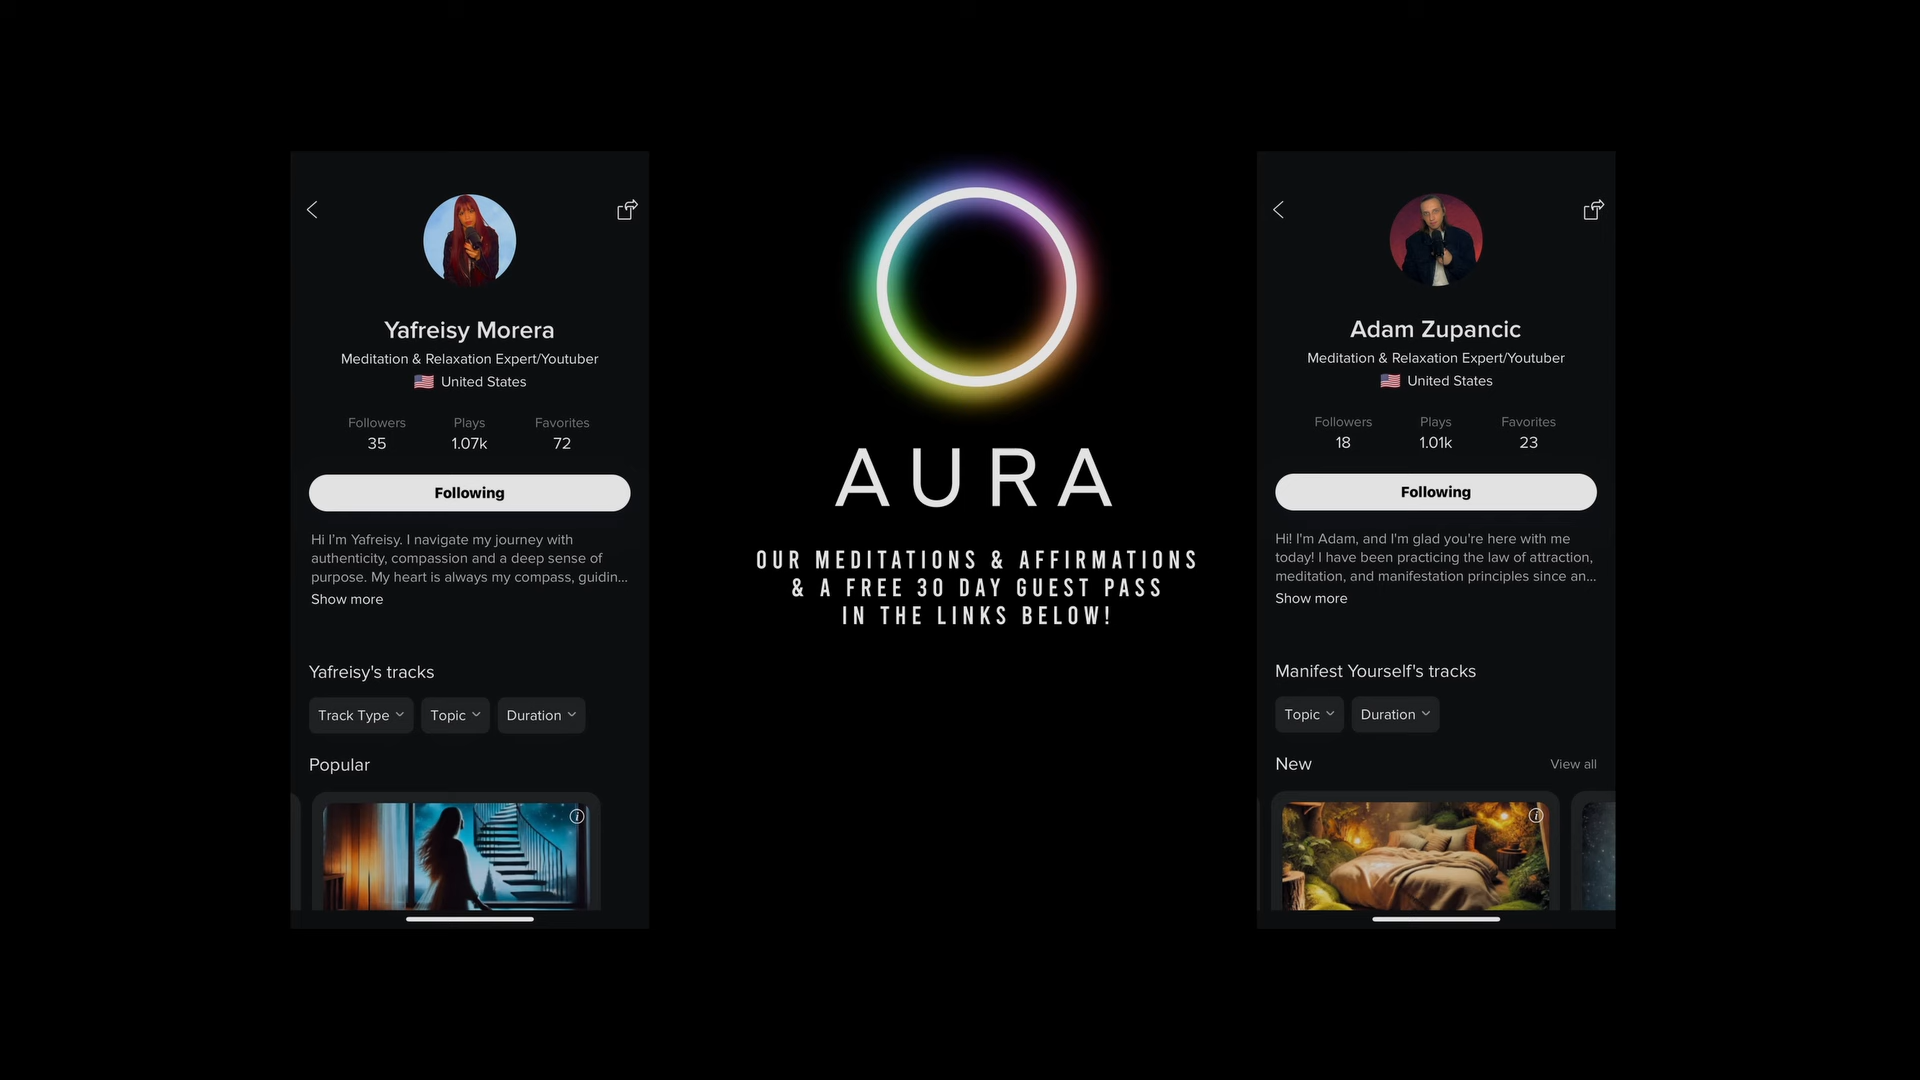 Yafreisy Morera
Meditation & Relaxation Expert/Youtuber
United States
Followers Plays Favorites
35 1.07k 72
Following
Hi I'm Yafreisy. I navigate my journey with
authenticity, compassion and a deep sense of
purpose. My heart is always my compass, guidin...
Show more
Yafreisy's tracks
Track Type Topic Duration
Popular
AURA
OUR MEDITATIONS & AFFIRMATIONS
& A FREE 30 DAY GUEST PASS
IN THE LINKS BELOW!
Adam Zupancic
Meditation & Relaxation Expert/Youtuber
United States
Followers Plays Favorites
18 1.01k 23
Following
Hi! I'm Adam, and I'm glad you're here with me
today! I have been practicing the law of attraction,
meditation, and manifestation principles since an...
Show more
Manifest Yourself's tracks
Topic Duration
New View all